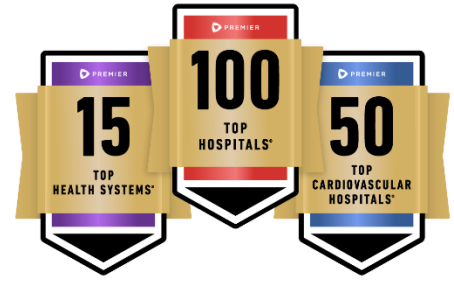 PREMIER
15
TOP
HEALTH SYSTEMS®
PREMIER
100
TOP
HOSPITALS®
PREMIER
50
TOP
CARDIOVASCULAR
HOSPITALS®